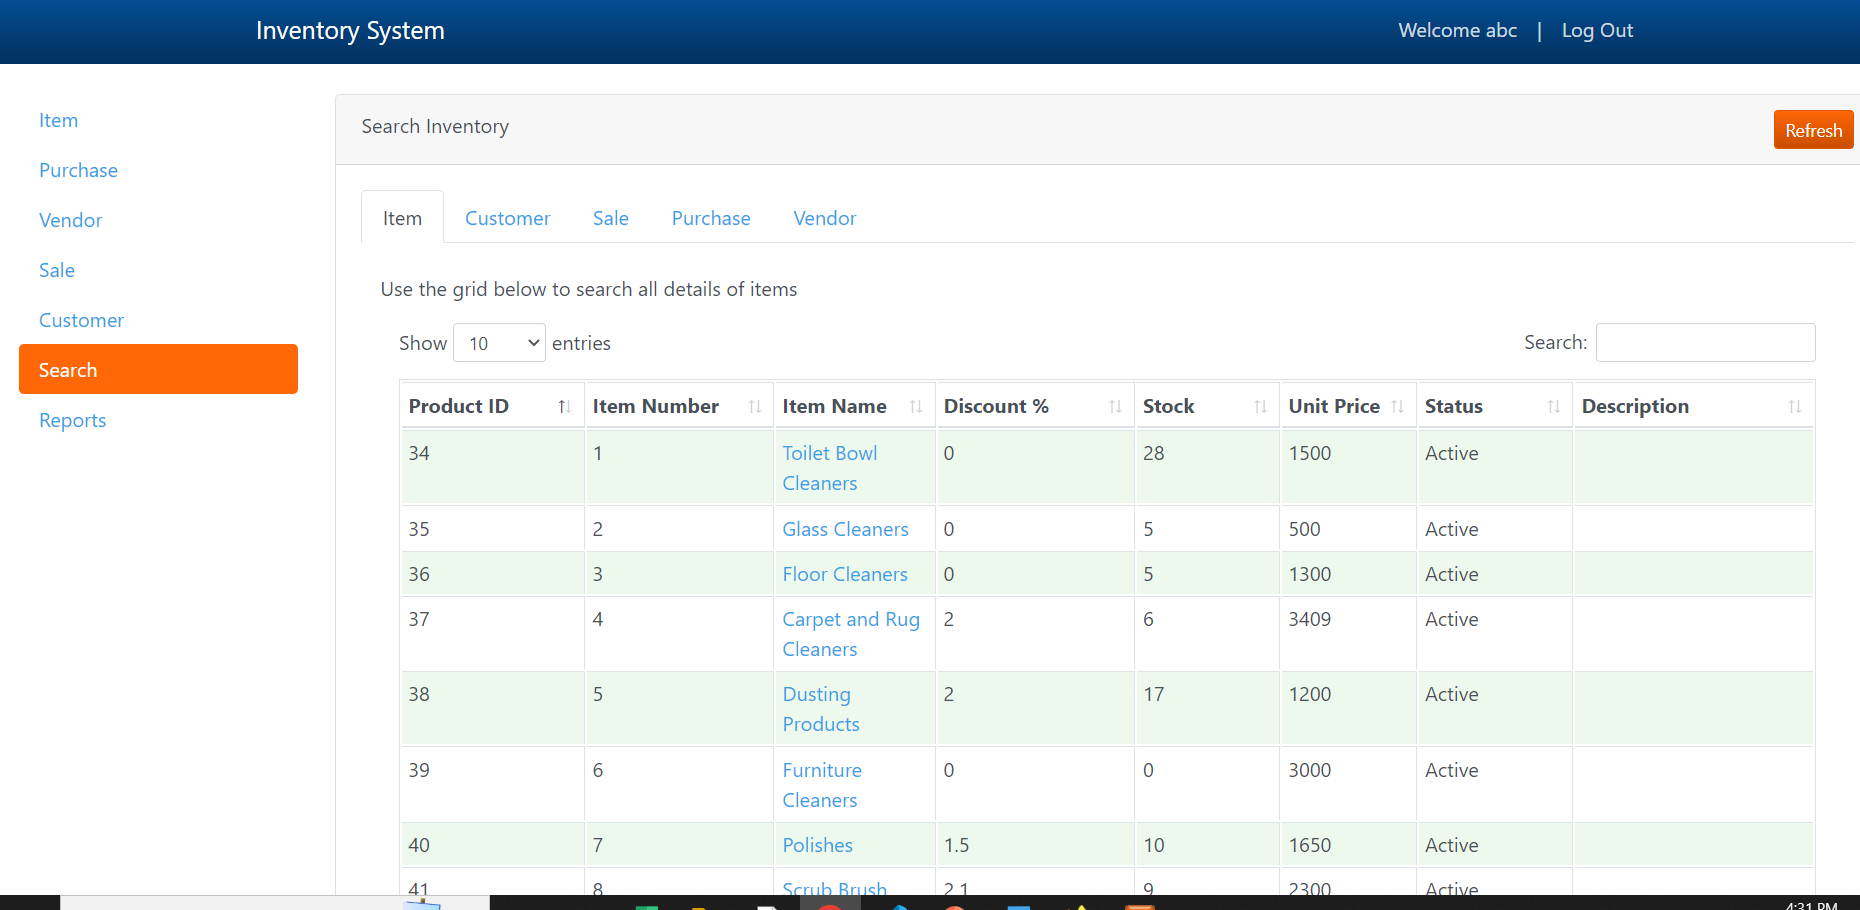 Inventory System
Welcome abc | Log Out
Item
Purchase
Vendor
Sale
Customer
Search
Reports
Search Inventory
Refresh
Item Customer Sale Purchase Vendor
Use the grid below to search all details of items
Show 10 entries
Search:
Product ID Item Number Item Name Discount % Stock Unit Price Status Description
34 1 Toilet Bowl Cleaners 0 28 1500 Active
35 2 Glass Cleaners 0 5 500 Active
36 3 Floor Cleaners 0 5 1300 Active
37 4 Carpet and Rug Cleaners 2 6 3409 Active
38 5 Dusting Products 2 17 1200 Active
39 6 Furniture Cleaners 0 0 3000 Active
40 7 Polishes 1.5 10 1650 Active
41 8 Scrub Brush 2.1 9 2300 Active
4:31 PM